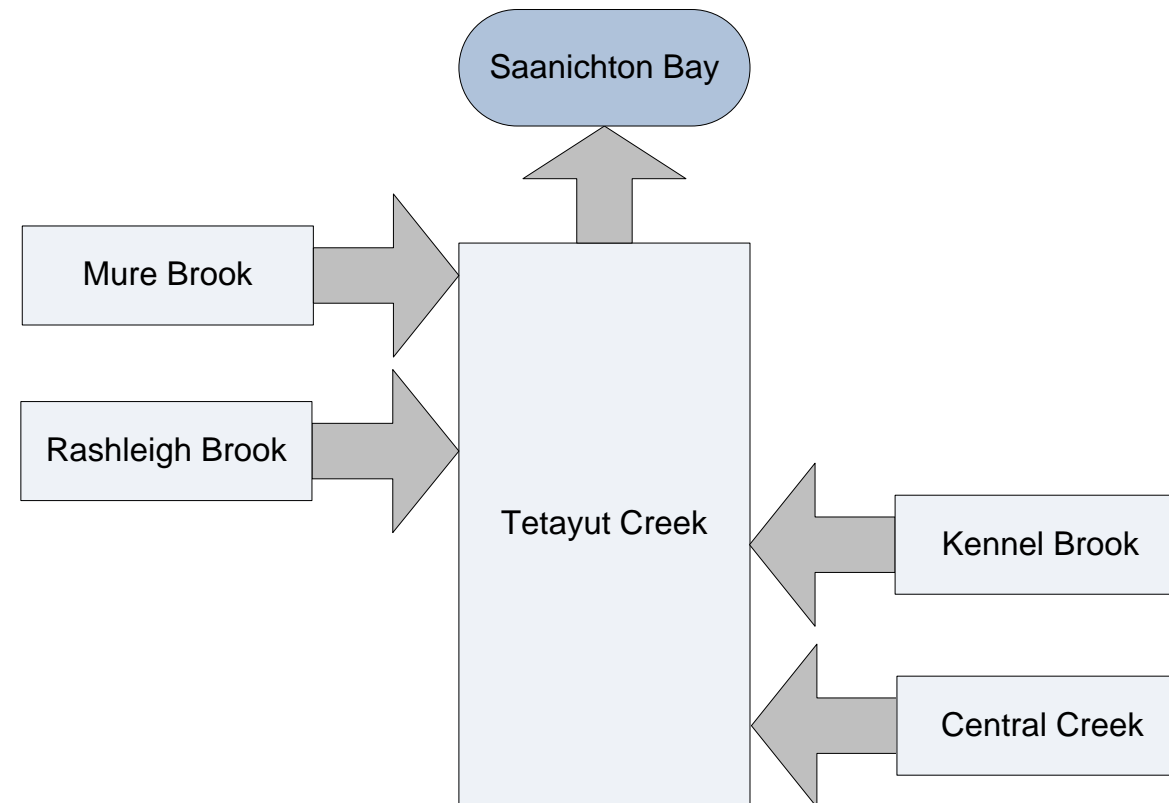 Saanichton Bay
Mure Brook
Rashleigh Brook
Tetayut Creek
Kennel Brook
Central Creek